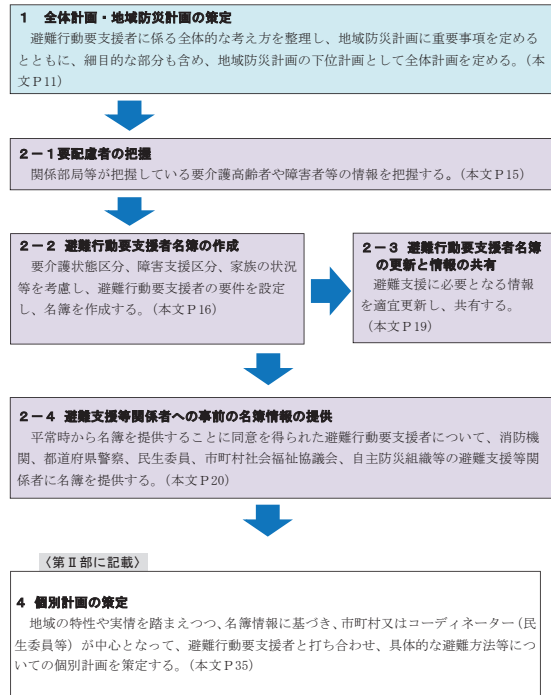 １　全体計画・地域防災計画の策定
避難行動要支援者に係る全体的な考え方を整理し、地域防災計画に重要事項を定める
とともに、細目的な部分も含め、地域防災計画の下位計画として全体計画を定める。（本
文Ｐ11）
２－１要配慮者の把握
関係部局等が把握している要介護高齢者や障害者等の情報を把握する。（本文Ｐ15）
２－２ 避難行動要支援者名簿の作成
要介護状態区分、障害支援区分、家族の状況
等を考慮し、避難行動要支援者の要件を設定
し、名簿を作成する。（本文Ｐ16）
２－３ 避難行動要支援者名簿
の更新と情報の共有
避難支援に必要となる情報
を適宜更新し、共有する。
（本文Ｐ19）
２－４ 避難支援等関係者への事前の名簿情報の提供
平常時から名簿を提供することに同意を得られた避難行動要支援者について、消防機
関、都道府県警察、民生委員、市町村社会福祉協議会、自主防災組織等の避難支援等関
係者に名簿を提供する。（本文Ｐ20）
〈第Ⅱ部に記載〉
４ 個別計画の策定
地域の特性や実情を踏まえつつ、名簿情報に基づき、市町村又はコーディネーター（民
生委員等）が中心となって、避難行動要支援者と打ち合わせ、具体的な避難方法等につ
いての個別計画を策定する。（本文Ｐ35）